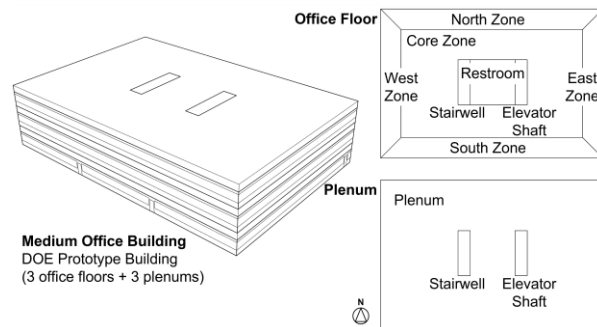 Office Floor
North Zone
Core Zone
West
Zone
Restroom
East
Zone
Stairwell
Elevator
Shaft
South Zone
Plenum
Plenum
Stairwell
Elevator
Shaft
Medium Office Building
DOE Prototype Building
(3 office floors + 3 plenums)
N